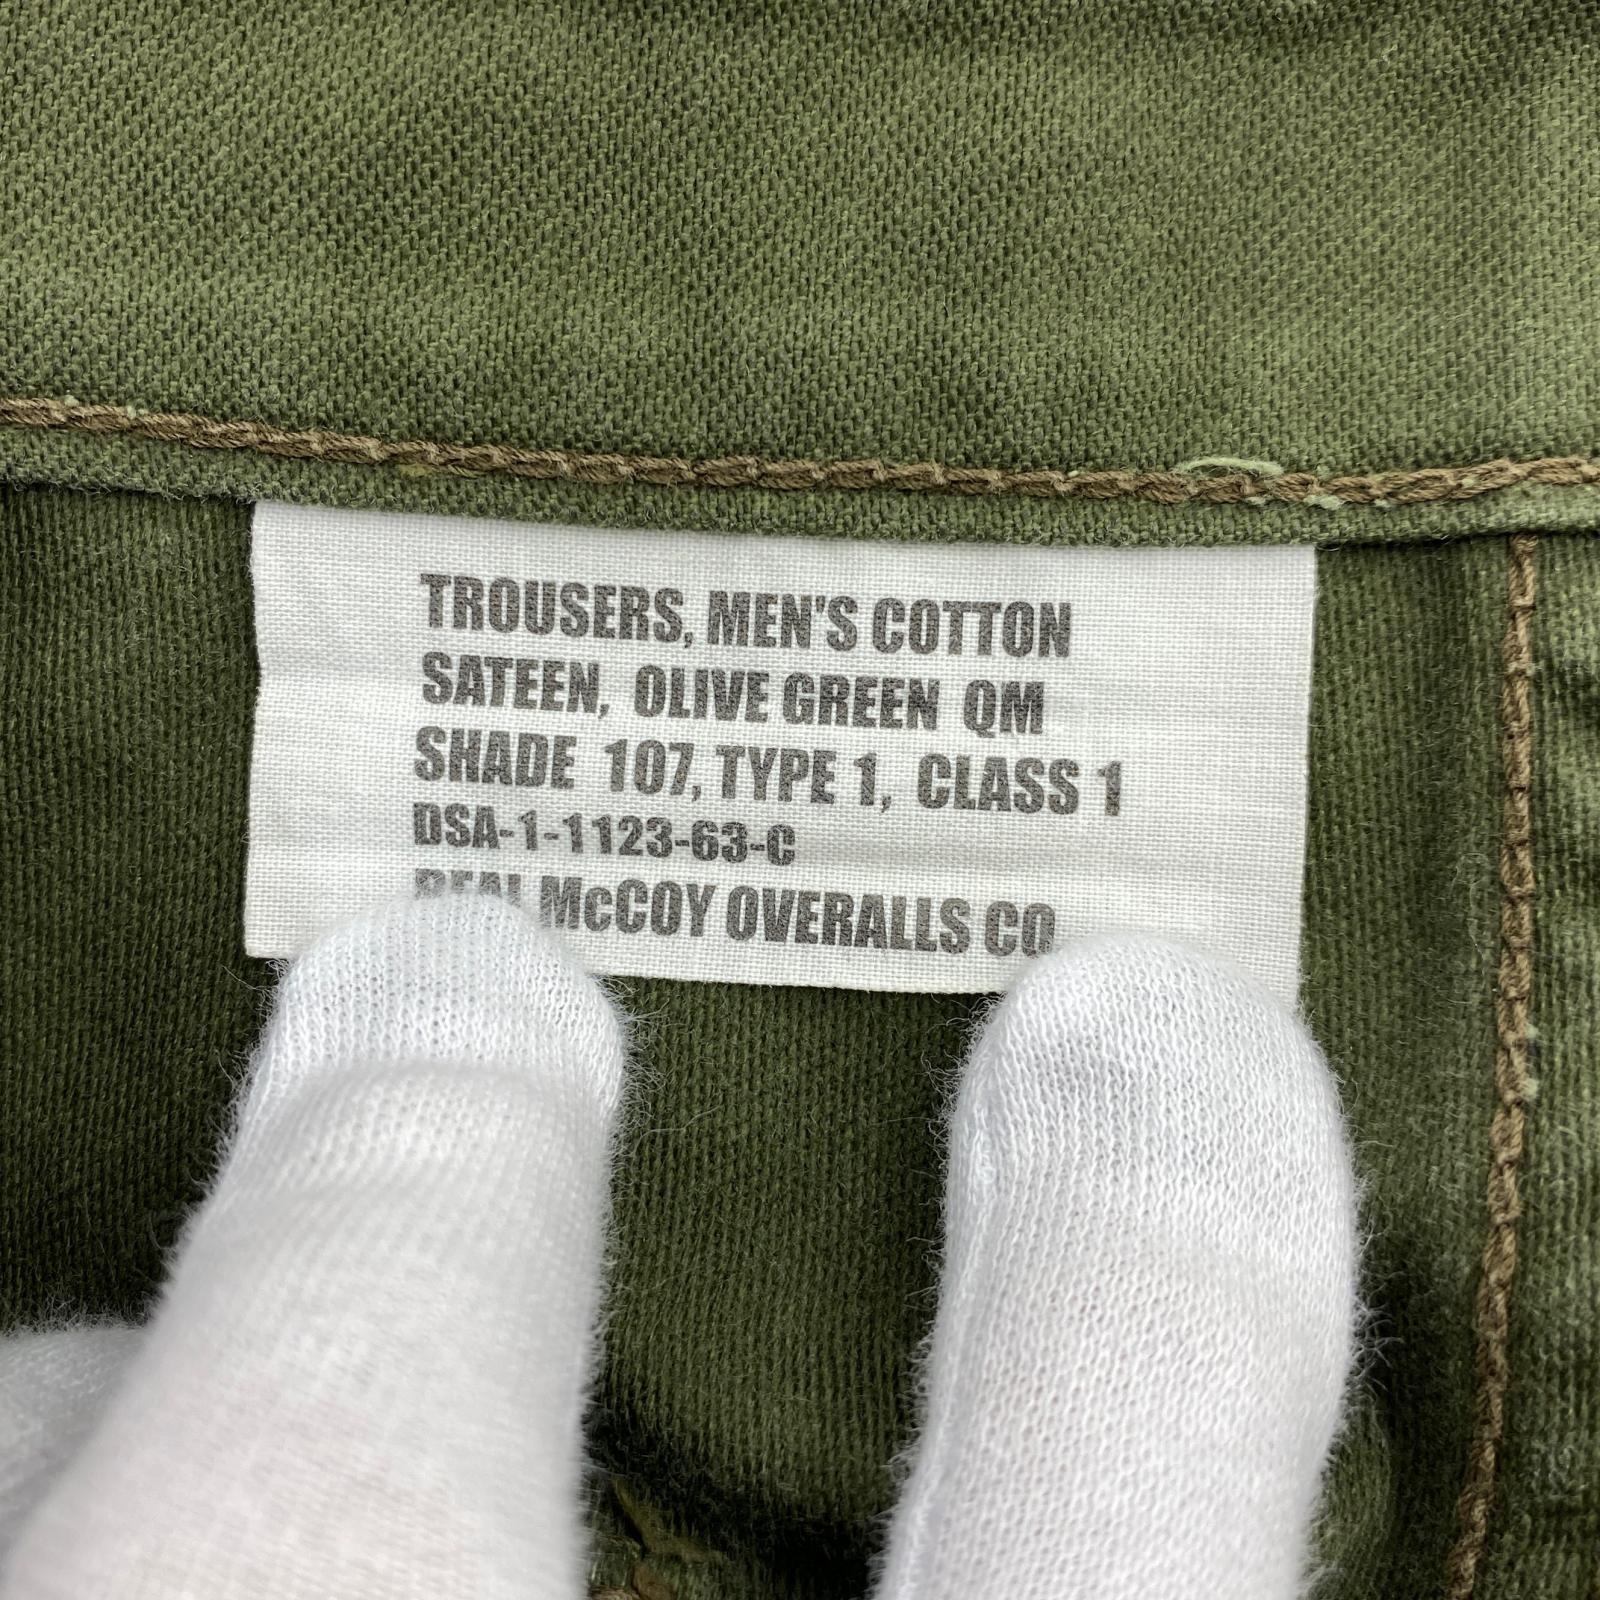 TROUSERS, MEN'S COTTON
SATEEN, OLIVE GREEN QM
SHADE 107, TYPE 1, CLASS 1
DSA-1-1123-63-C
REAL McCOY OVERALLS CO